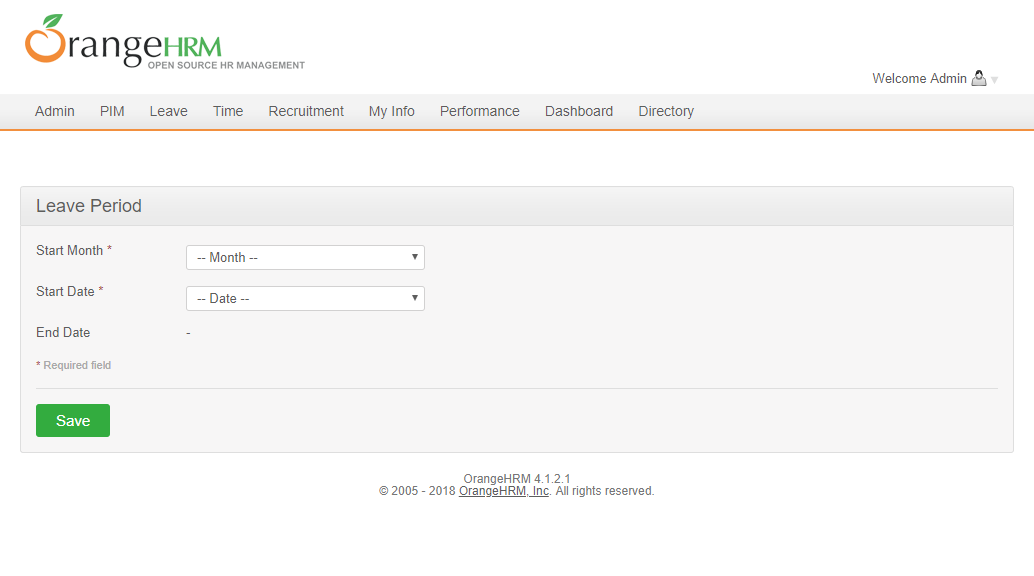 OrangeHRM
OPEN SOURCE HR MANAGEMENT
Welcome Admin
Admin PIM Leave Time Recruitment My Info Performance Dashboard Directory
Leave Period
Start Month *
-- Month --
Start Date *
-- Date --
End Date -
* Required field
Save
OrangeHRM 4.1.2.1
© 2005 - 2018 OrangeHRM, Inc. All rights reserved.